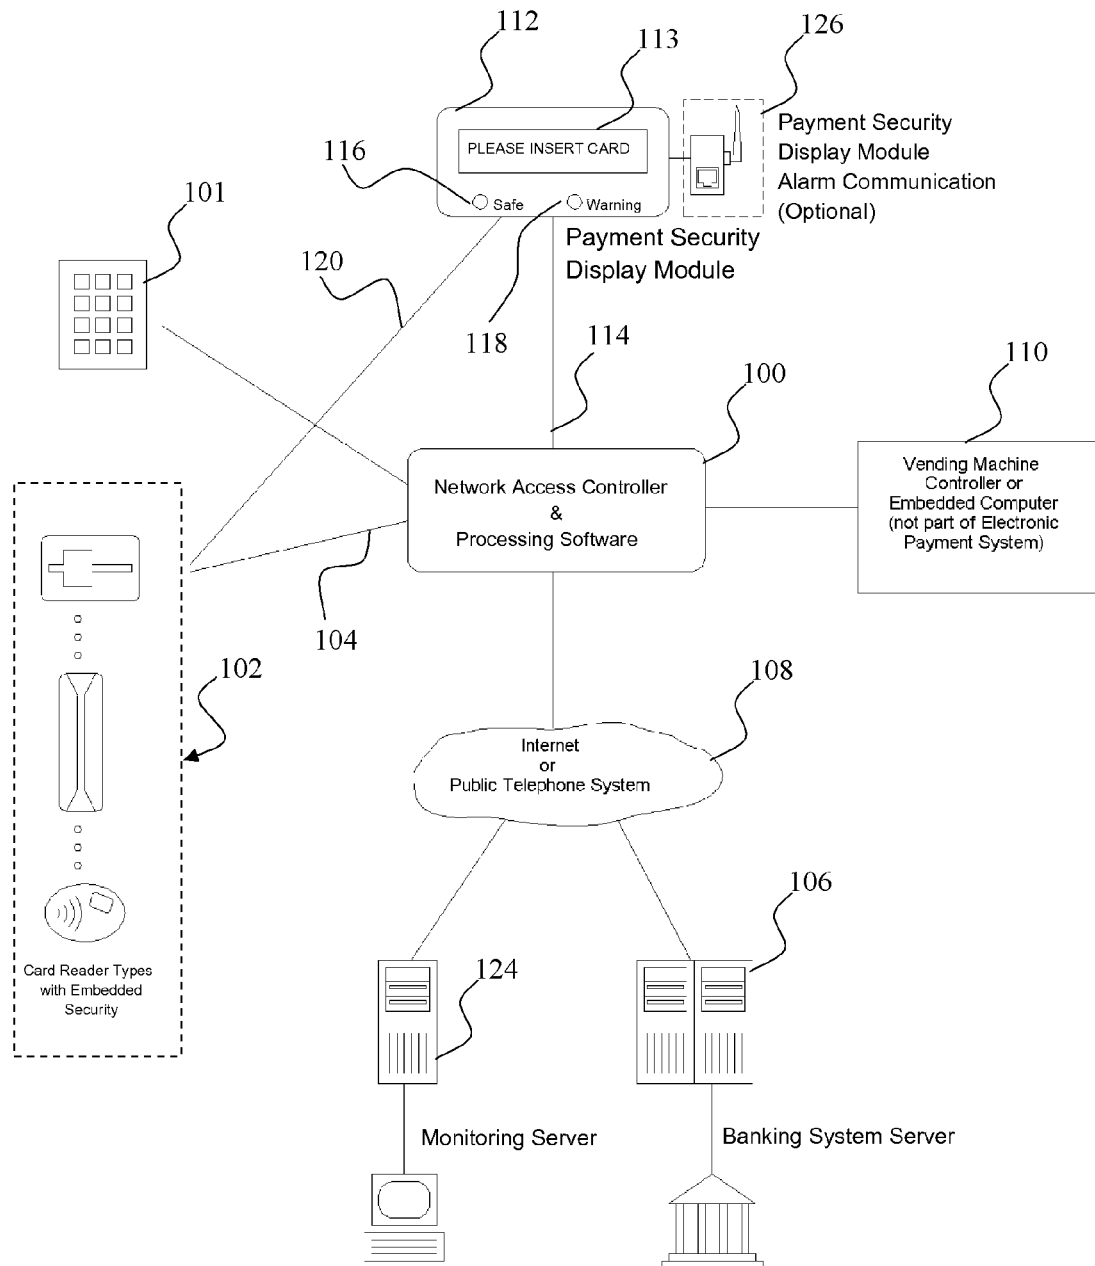 112
113
126
PLEASE INSERT CARD
116
Safe
Warning
Payment Security
Display Module
Alarm Communication
(Optional)
101
Payment Security
Display Module
120
118
114
100
110
Network Access Controller
&
Processing Software
Vending Machine
Controller or
Embedded Computer
(not part of Electronic
Payment System)
104
102
108
Internet
or
Public Telephone System
106
Card Reader Types
with Embedded
Security
124
Monitoring Server
Banking System Server